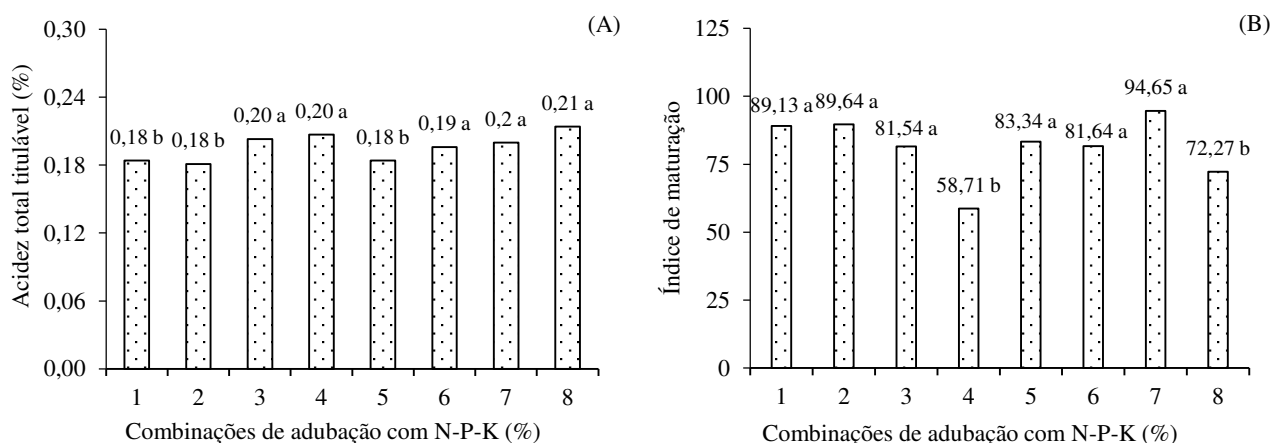 (A)
Acidez total titulável (%)
0,30
0,24
0,18
0,12
0,06
0,00
0,18 b
0,18 b
0,20 a
0,20 a
0,18 b
0,19 a
0,2 a
0,21 a
1 2 3 4 5 6 7 8
Combinações de adubação com N-P-K (%)
(B)
Índice de maturação
125
100
75
50
25
0
89,13 a
89,64 a
81,54 a
58,71 b
83,34 a
81,64 a
94,65 a
72,27 b
1 2 3 4 5 6 7 8
Combinações de adubação com N-P-K (%)